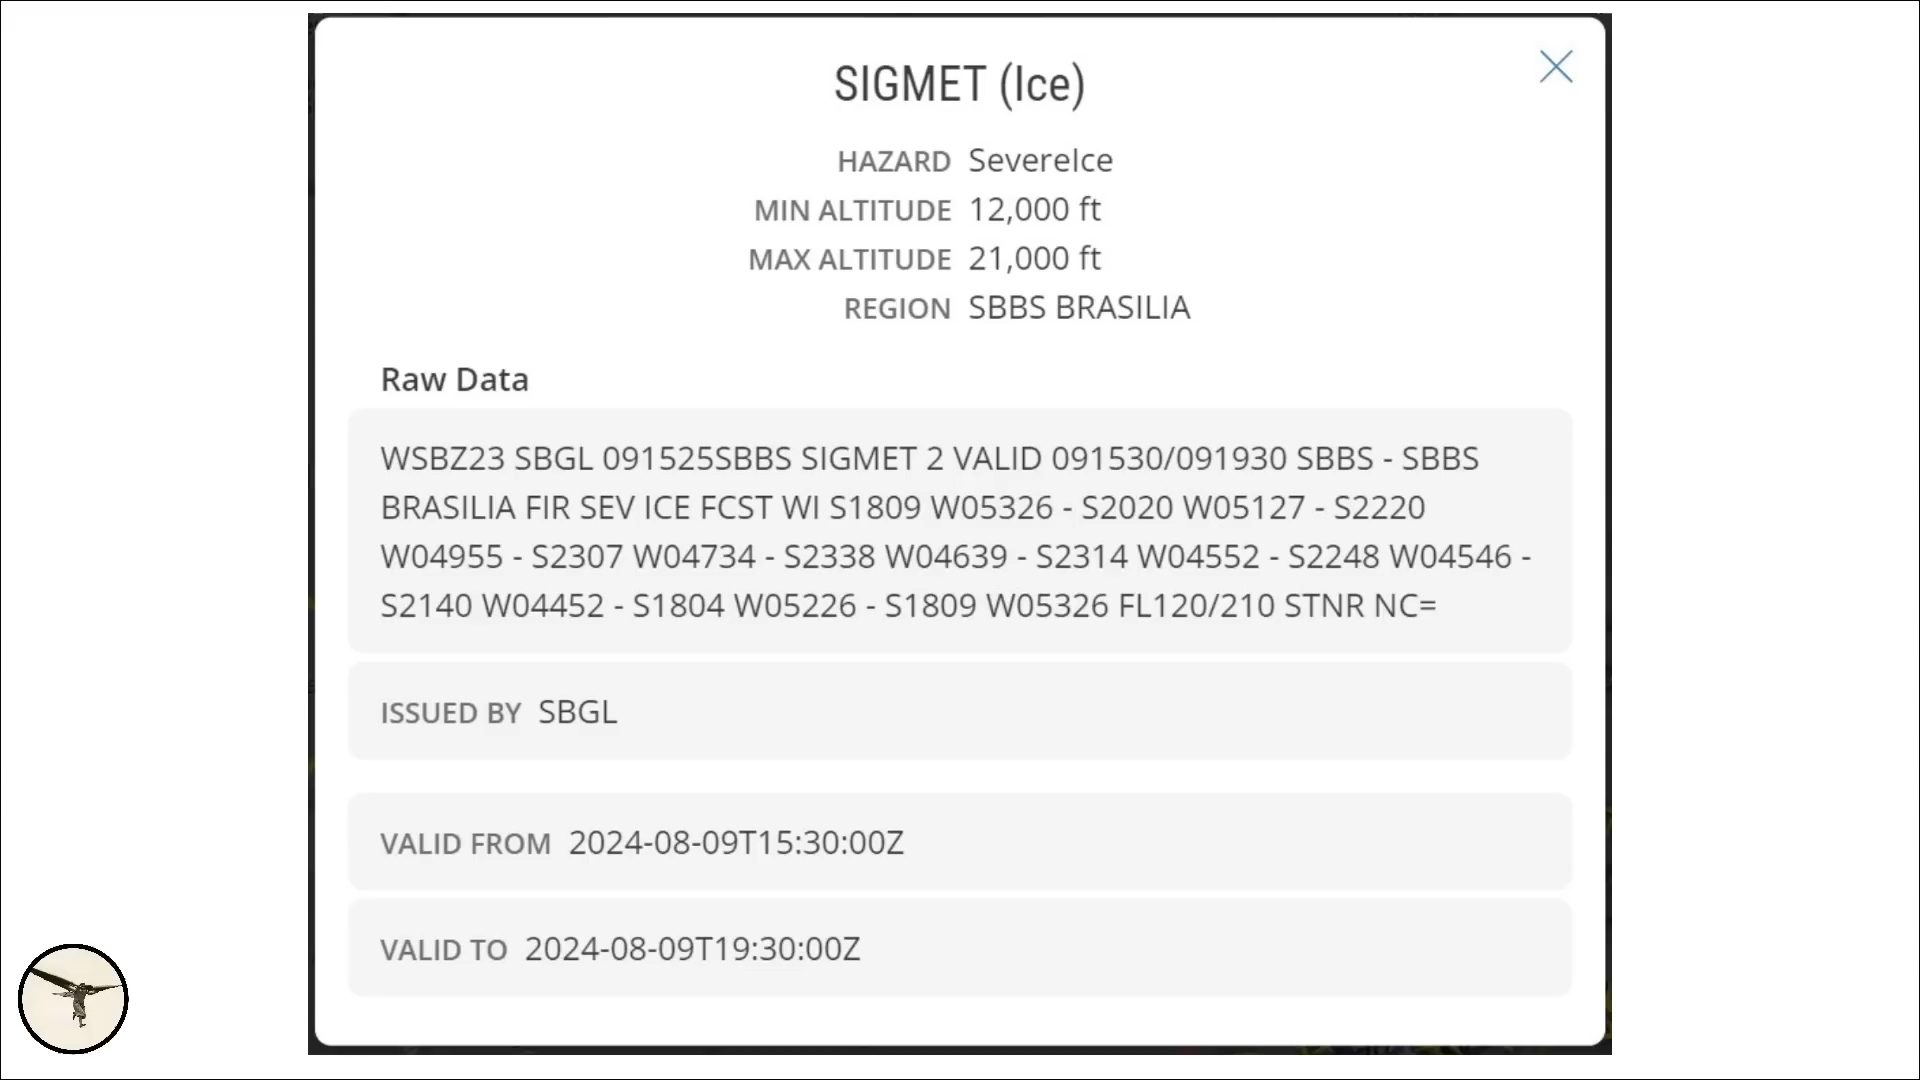 SIGMET (Ice)
HAZARD SevereIce
MIN ALTITUDE 12,000 ft
MAX ALTITUDE 21,000 ft
REGION SBBS BRASILIA
Raw Data
WSBZ23 SBGL 091525SBBS SIGMET 2 VALID 091530/091930 SBBS - SBBS
BRASILIA FIR SEV ICE FCST WI S1809 W05326 - S2020 W05127 - S2220
W04955 - S2307 W04734 - S2338 W04639 - S2314 W04552 - S2248 W04546 -
S2140 W04452 - S1804 W05226 - S1809 W05326 FL120/210 STNR NC=
ISSUED BY SBGL
VALID FROM 2024-08-09T15:30:00Z
VALID TO 2024-08-09T19:30:00Z